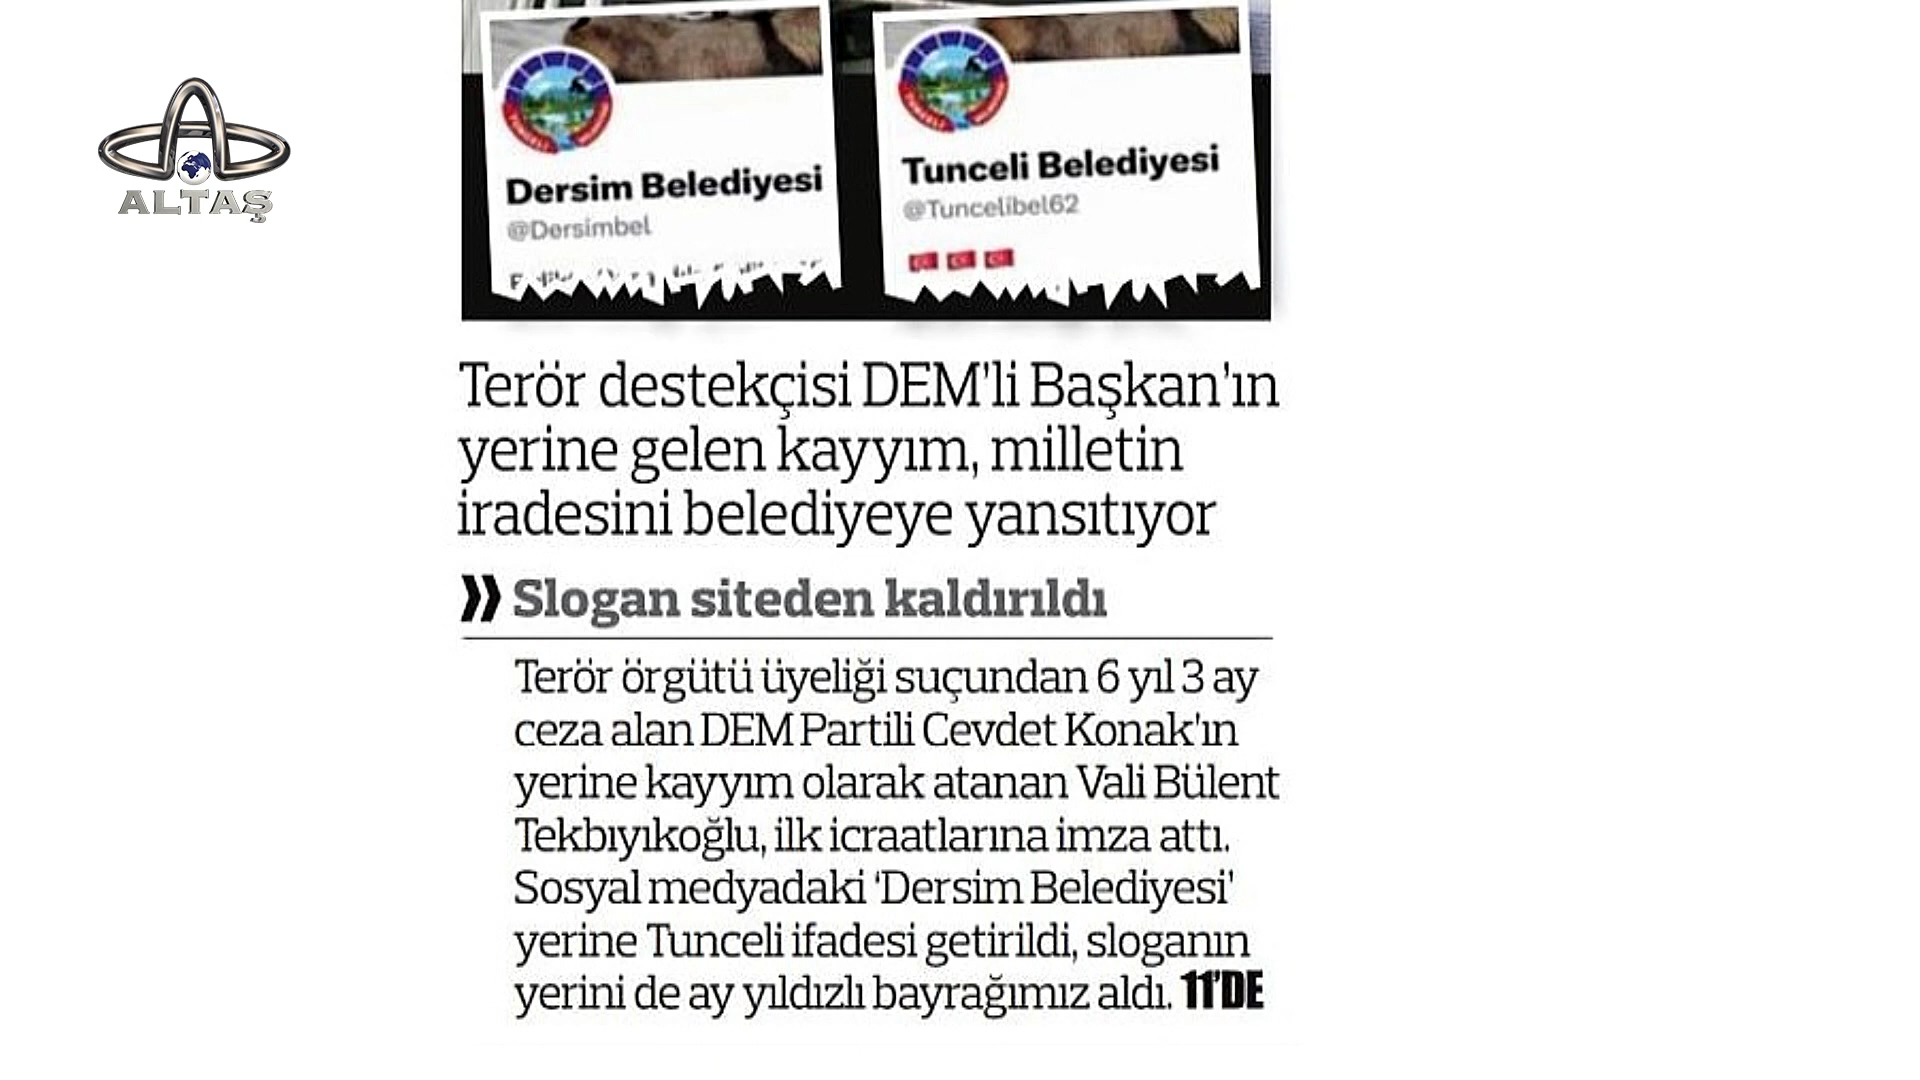 ALTAŞ
TUNCELİ
Dersim Belediyesi
@Dersimbel
TUNCELİ
Tunceli Belediyesi
@Tuncelibel62
Terör destekçisi DEM'li Başkan'ın
yerine gelen kayyım, milletin
iradesini belediyeye yansıtıyor
» Slogan siteden kaldırıldı
Terör örgütü üyeliği suçundan 6 yıl 3 ay
ceza alan DEM Partili Cevdet Konak'ın
yerine kayyım olarak atanan Vali Bülent
Tekbıyıkoğlu, ilk icraatlarına imza attı.
Sosyal medyadaki 'Dersim Belediyesi'
yerine Tunceli ifadesi getirildi, sloganın
yerini de ay yıldızlı bayrağımız aldı. 11'DE